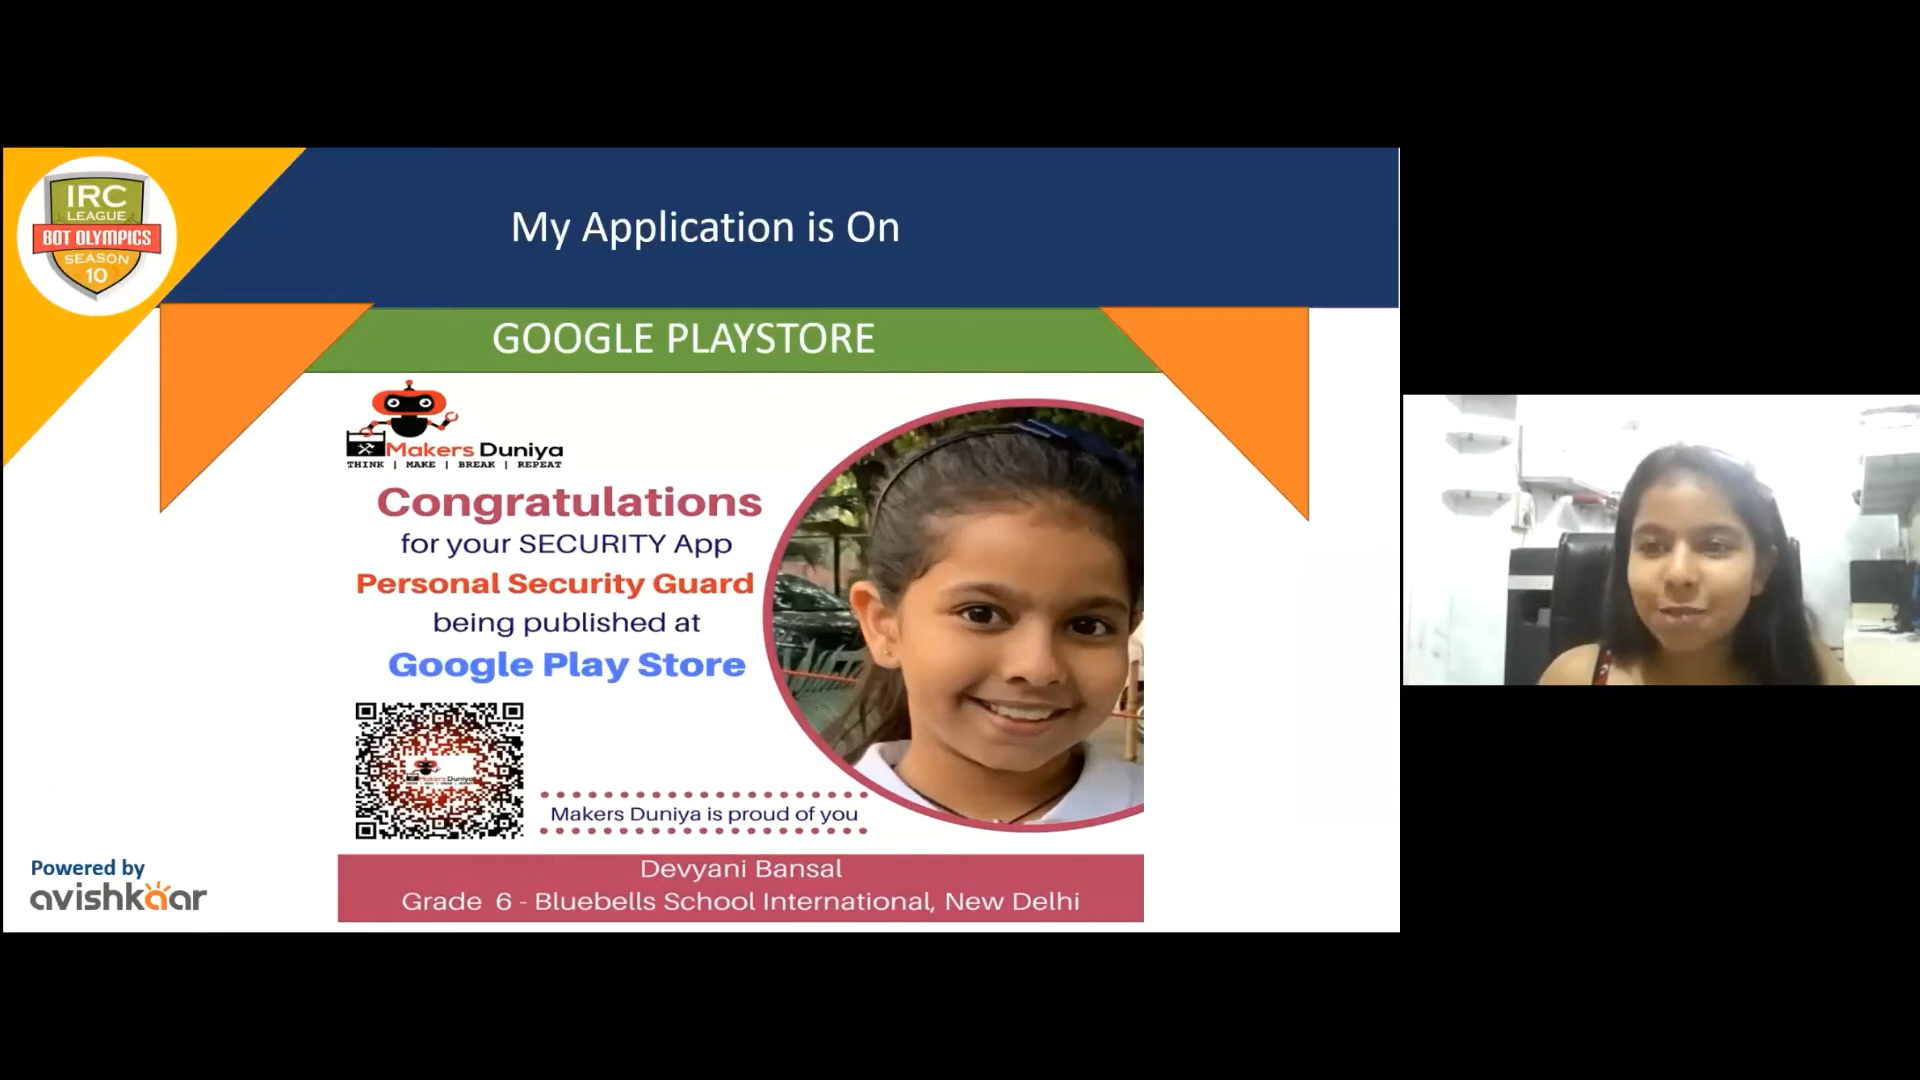 IRC
LEAGUE
BOT OLYMPICS
SEASON
10
My Application is On
GOOGLE PLAYSTORE
Makers Duniya
THINK | MAKE | BREAK | REPEAT
Congratulations
for your SECURITY App
Personal Security Guard
being published at
Google Play Store
Makers Duniya
Makers Duniya is proud of you
Powered by
avishkaar
Devyani Bansal
Grade 6 - Bluebells School International, New Delhi